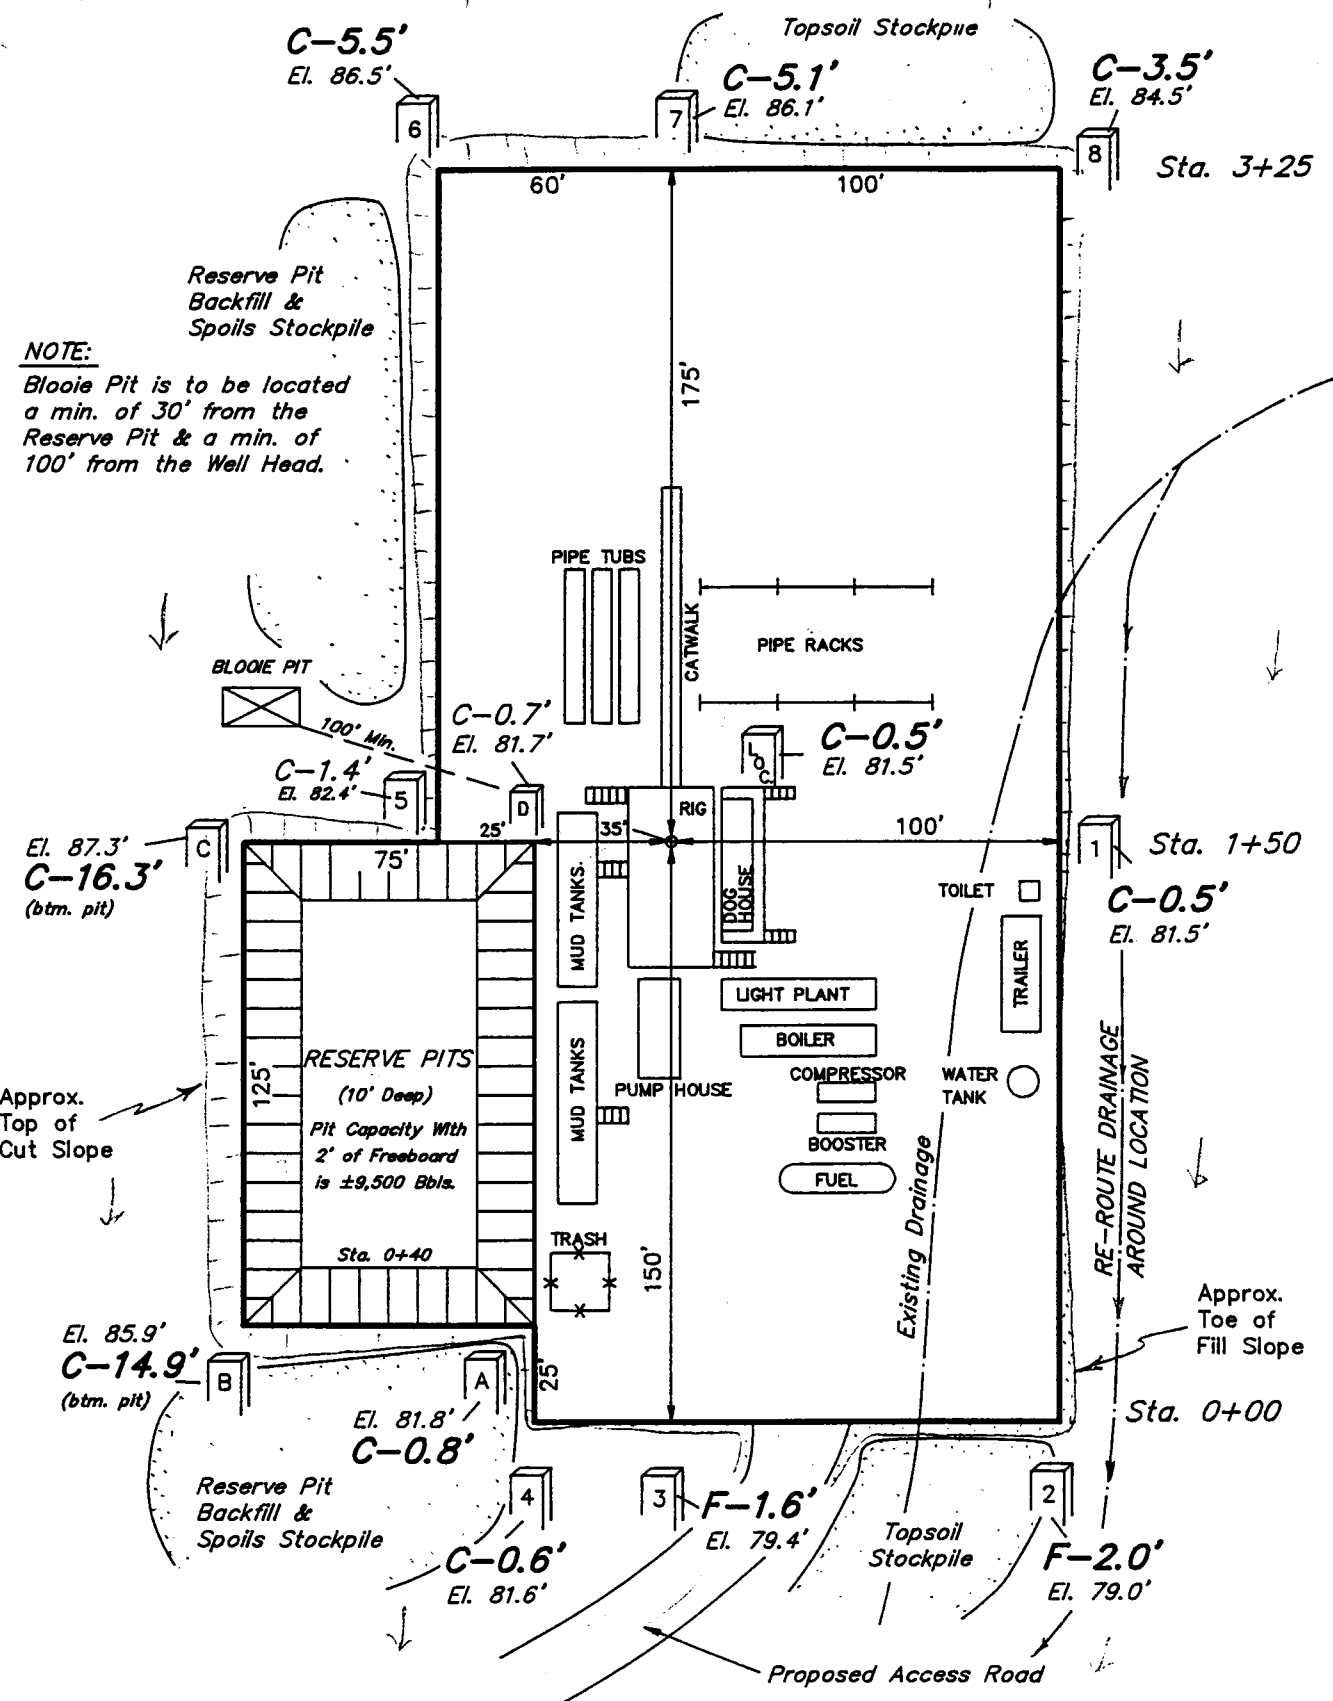 Topsoil Stockpile
C-5.5'
El. 86.5'
6
C-5.1'
El. 86.1'
7
C-3.5'
El. 84.5'
8
Sta. 3+25
60'
100'
Reserve Pit
Backfill &
Spoils Stockpile
NOTE:
Blooie Pit is to be located
a min. of 30' from the
Reserve Pit & a min. of
100' from the Well Head.
175'
PIPE TUBS
CATWALK
PIPE RACKS
BLOOIE PIT
100' Min.
C-0.7'
El. 81.7'
D
C-0.5'
El. 81.5'
LOC.
C-1.4'
El. 82.4'
5
RIG
25'
35'
100'
El. 87.3'
C-16.3'
(btm. pit)
C
75'
1
Sta. 1+50
C-0.5'
El. 81.5'
MUD TANKS.
DOG
HOUSE
TOILET
TRAILER
LIGHT PLANT
BOILER
COMPRESSOR
BOOSTER
FUEL
PUMP HOUSE
MUD TANKS
WATER
TANK
RESERVE PITS
(10' Deep)
Pit Capacity With
2' of Freeboard
is ±9,500 Bbls.
125'
Sta. 0+40
Approx.
Top of
Cut Slope
TRASH
150'
Existing Drainage
RE-ROUTE DRAINAGE
AROUND LOCATION
Approx.
Toe of
Fill Slope
El. 85.9'
C-14.9'
(btm. pit)
B
A
El. 81.8'
C-0.8'
25'
Sta. 0+00
Reserve Pit
Backfill &
Spoils Stockpile
4
C-0.6'
El. 81.6'
3
F-1.6'
El. 79.4'
Topsoil
Stockpile
2
F-2.0'
El. 79.0'
Proposed Access Road